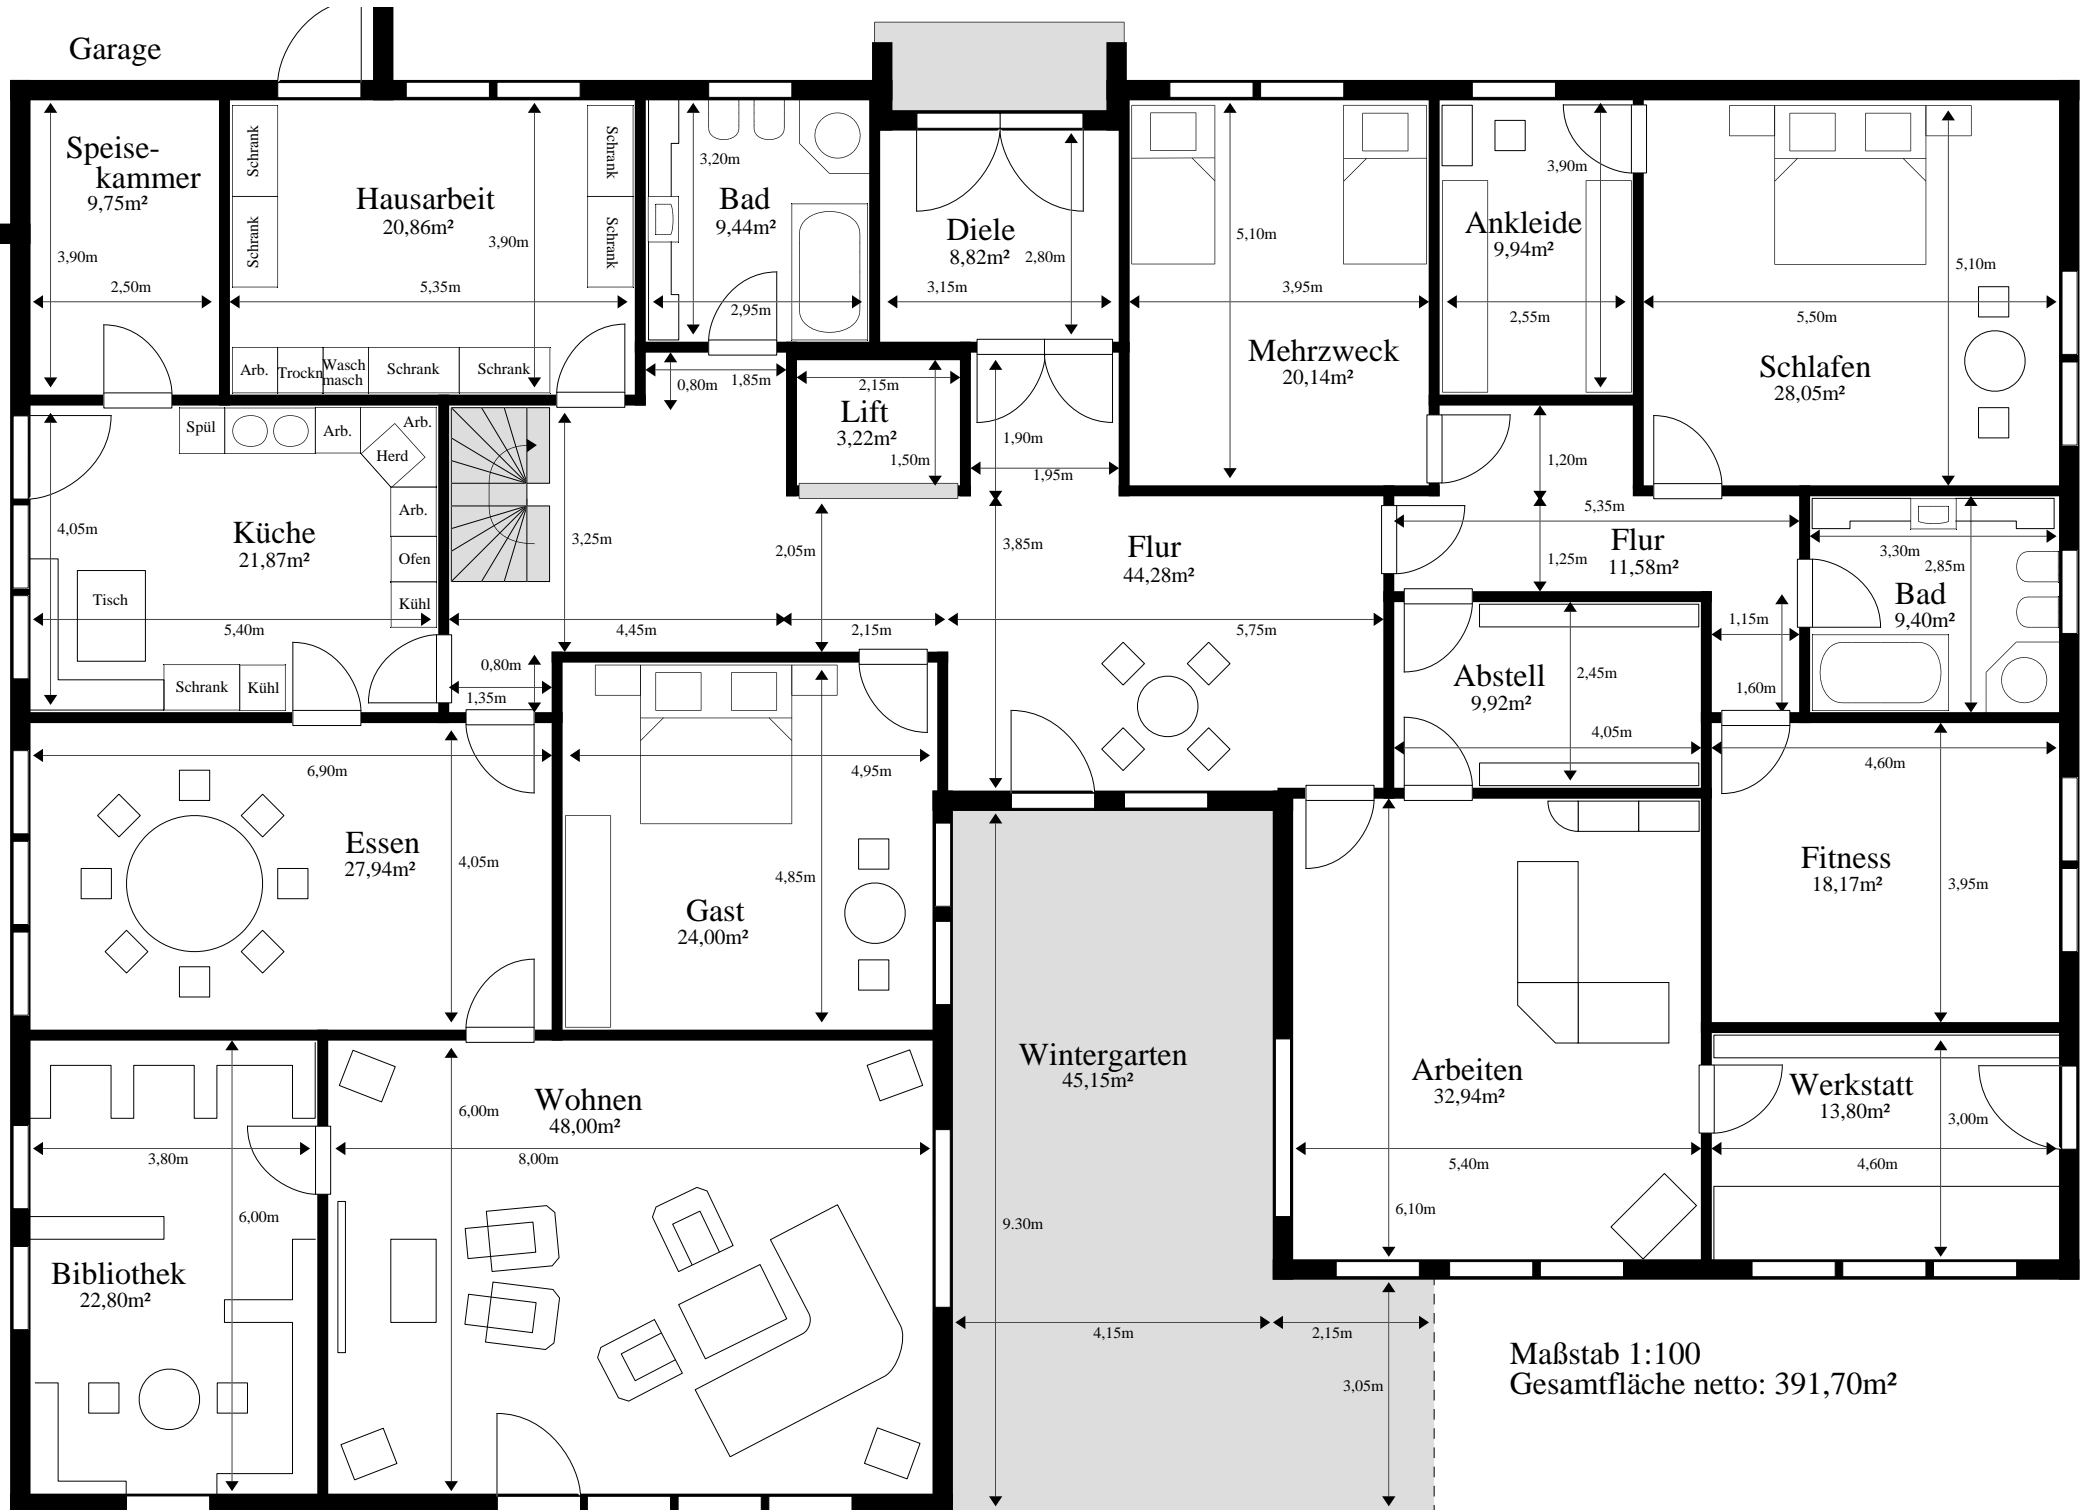 Garage
Speise-
kammer
9,75m²
3,90m
2,50m
Schrank
Schrank
Hausarbeit
20,86m²
3,90m
5,35m
Schrank
Schrank
Arb.
Trockn
Wasch
masch
Schrank
Schrank
3,20m
Bad
9,44m²
2,95m
0,80m
1,85m
Diele
8,82m²
2,80m
3,15m
2,15m
Lift
3,22m²
1,50m
1,90m
1,95m
5,10m
3,95m
Mehrzweck
20,14m²
3,90m
Ankleide
9,94m²
2,55m
5,10m
5,50m
Schlafen
28,05m²
Spül
Arb.
Arb.
Herd
Arb.
Ofen
Kühl
4,05m
Küche
21,87m²
Tisch
5,40m
Schrank
Kühl
3,25m
2,05m
3,85m
Flur
44,28m²
4,45m
2,15m
5,75m
0,80m
1,35m
1,20m
5,35m
Flur
11,58m²
1,25m
1,15m
1,60m
3,30m
2,85m
Bad
9,40m²
Abstell
9,92m²
2,45m
4,05m
6,90m
Essen
27,94m²
4,05m
4,95m
4,85m
Gast
24,00m²
4,60m
Fitness
18,17m²
3,95m
Wintergarten
45,15m²
9.30m
4,15m
2,15m
3,05m
Arbeiten
32,94m²
5,40m
6,10m
Werkstatt
13,80m²
3,00m
4,60m
3,80m
6,00m
Bibliothek
22,80m²
6,00m
Wohnen
48,00m²
8,00m
Maßstab 1:100
Gesamtfläche netto: 391,70m²